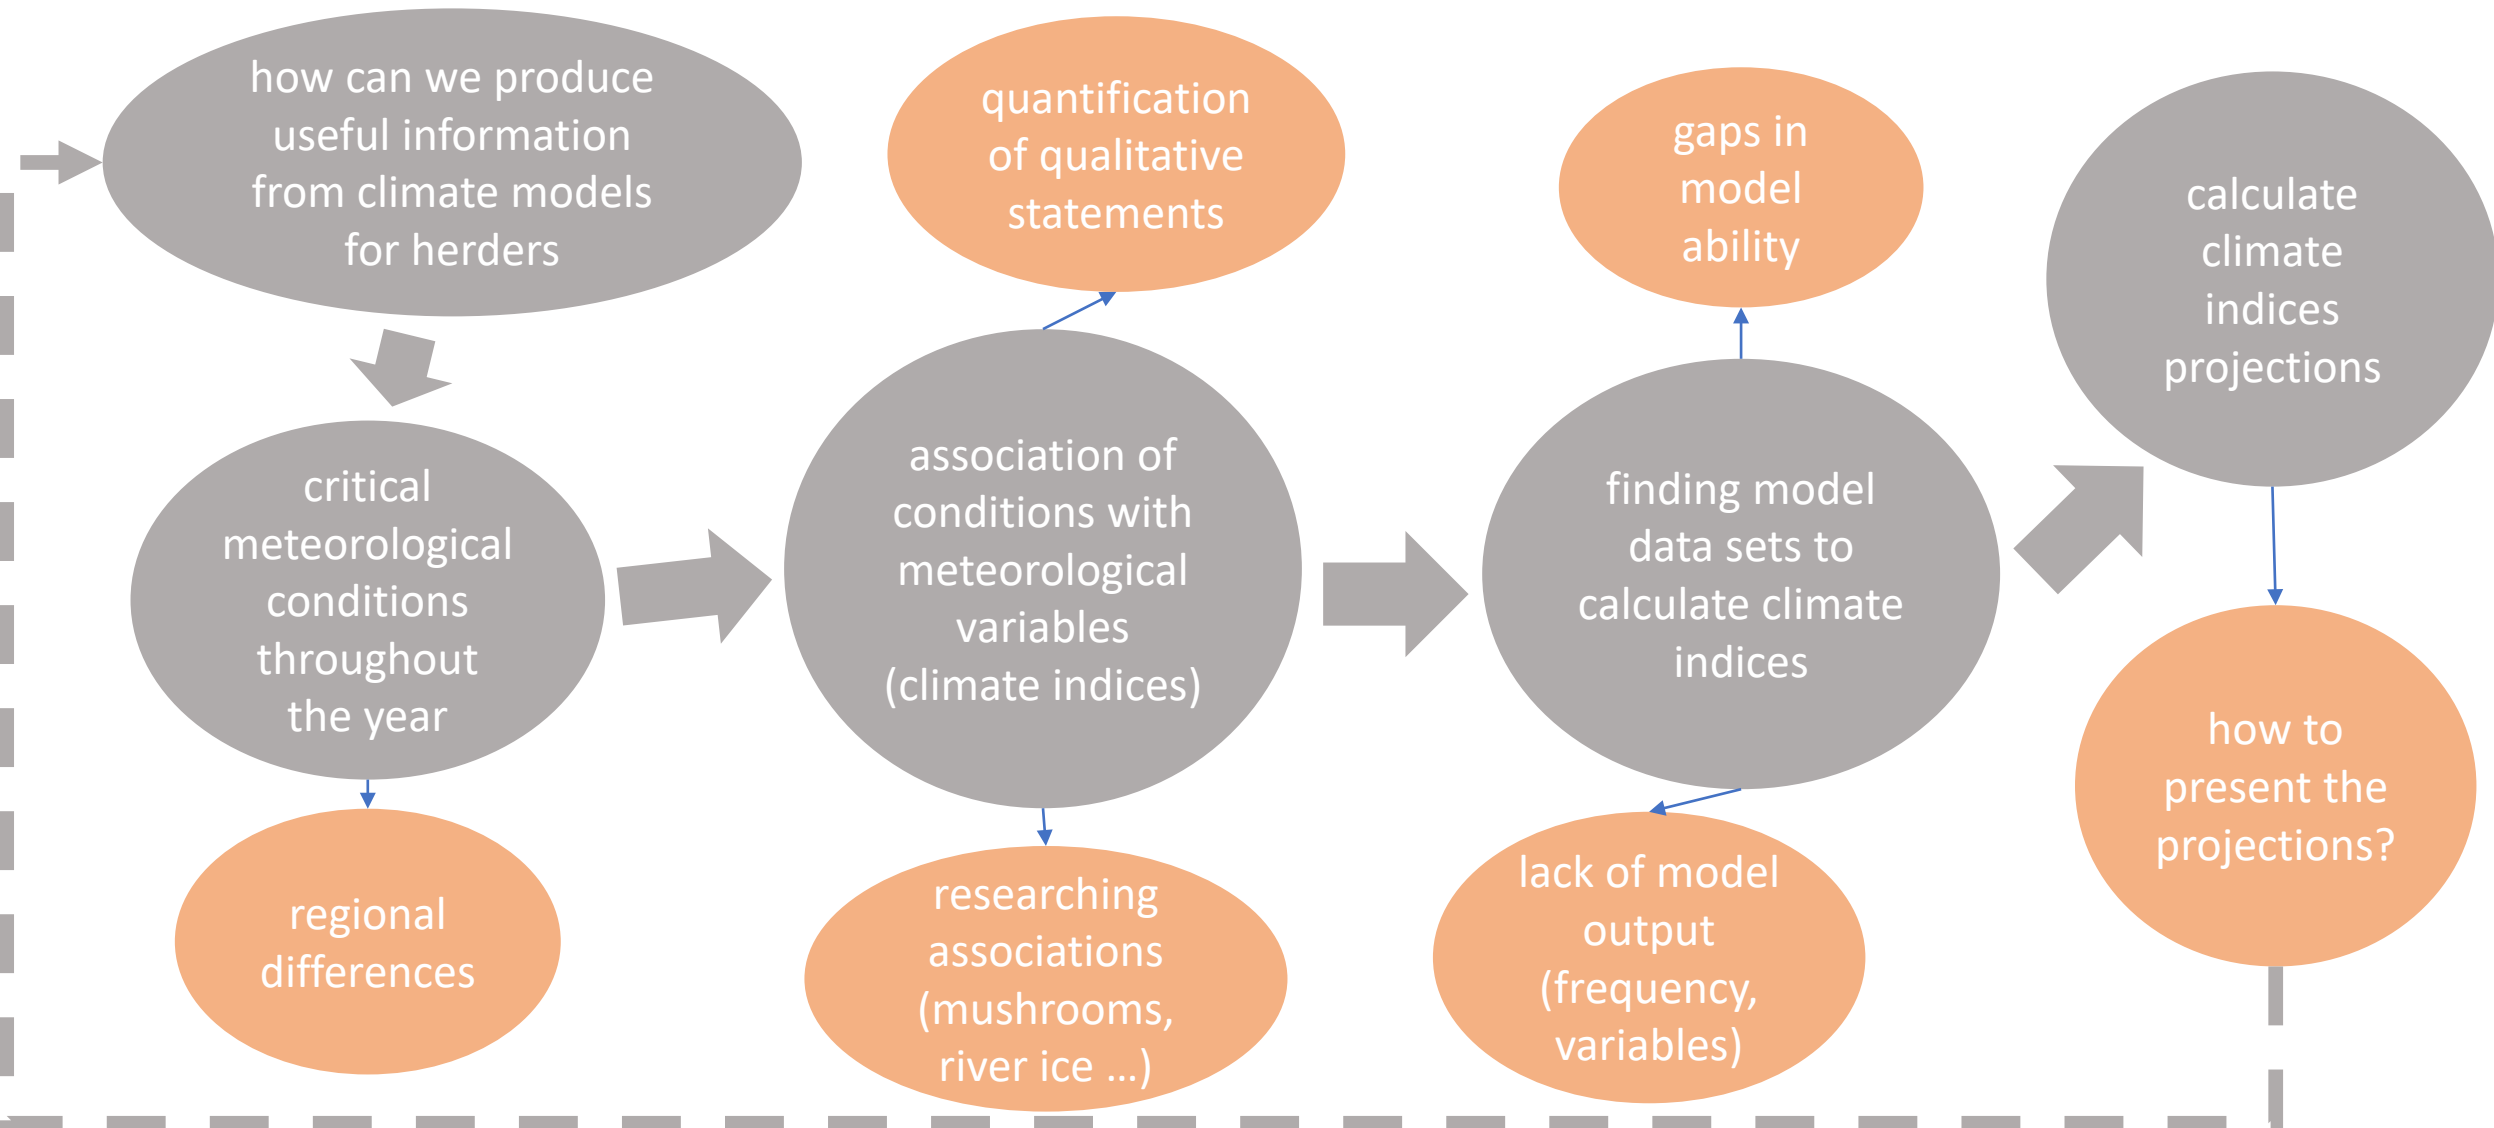 how can we produce
useful information
from climate models
for herders
quantification
of qualitative
statements
gaps in
model
ability
calculate
climate
indices
projections
critical
meteorological
conditions
throughout
the year
association of
conditions with
meteorological
variables
(climate indices)
finding model
data sets to
calculate climate
indices
how to
present the
projections?
regional
differences
researching
associations
(mushrooms,
river ice ...)
lack of model
output
(frequency,
variables)